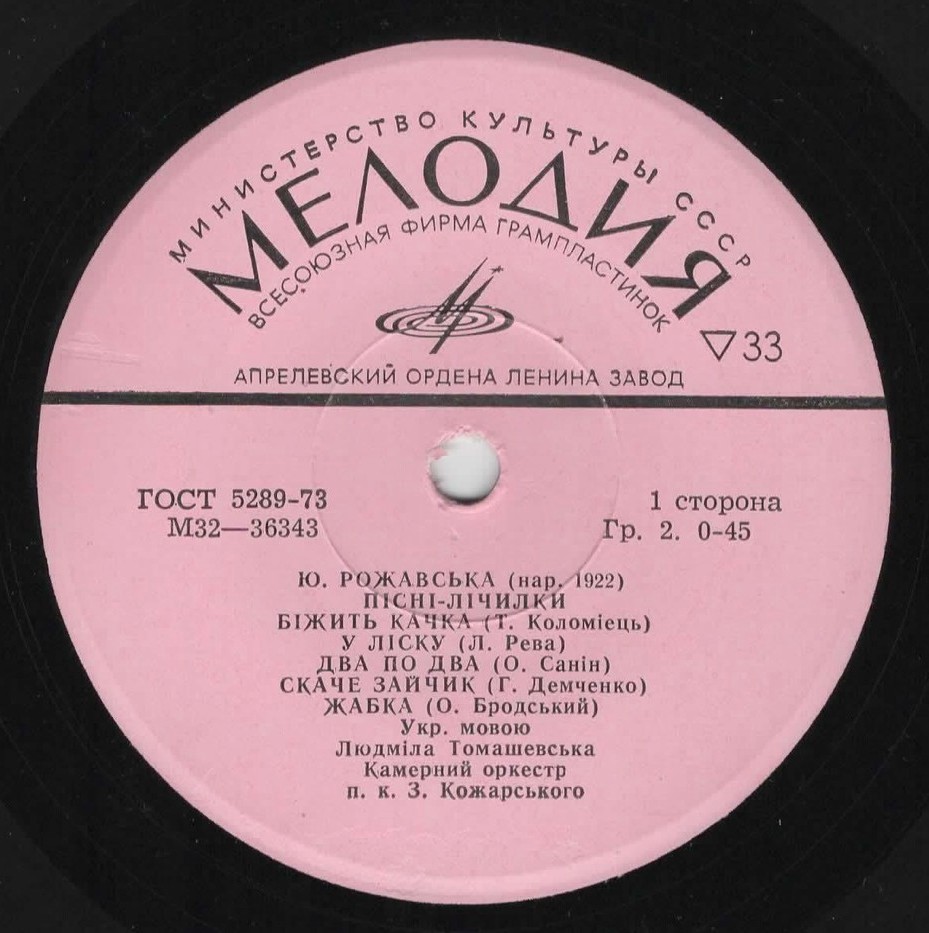 МИНИСТЕРСТВО КУЛЬТУРЫ СССР
МЕЛОДИЯ
ВСЕСОЮЗНАЯ ФИРМА ГРАМПЛАСТИНОК
▽33
АПРЕЛЕВСКИЙ ОРДЕНА ЛЕНИНА ЗАВОД
ГОСТ 5289-73
М32—36343
1 сторона
Гр. 2. 0-45
Ю. РОЖАВСЬКА (нар. 1922)
ПІСНІ-ЛІЧИЛКИ
БІЖИТЬ КАЧКА (Т. Коломіець)
У ЛІСКУ (Л. Рева)
ДВА ПО ДВА (О. Санін)
СКАЧЕ ЗАЙЧИК (Г. Демченко)
ЖАБКА (О. Бродський)
Укр. мовою
Людміла Томашевська
Камерний оркестр
п. к. З. Кожарського